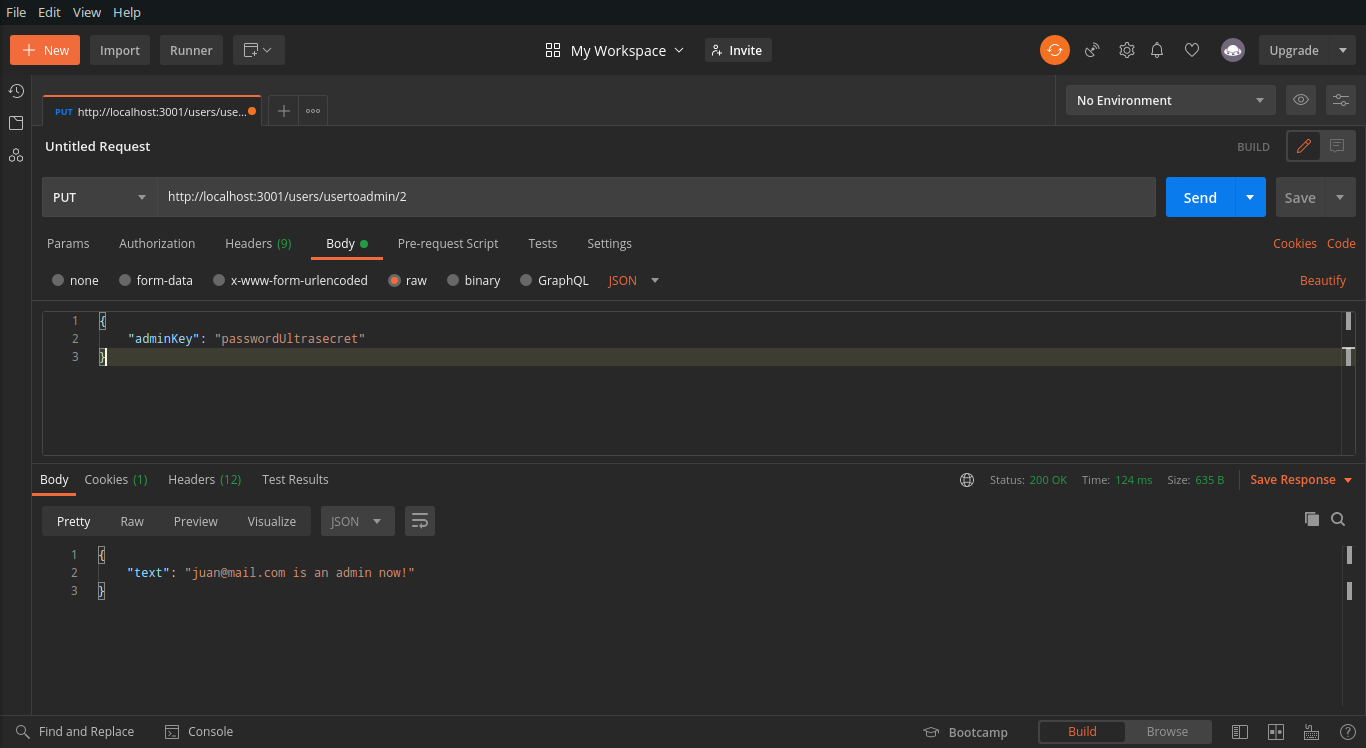 File Edit View Help
New Import Runner My Workspace Invite Upgrade
PUT http://localhost:3001/users/use... No Environment
Untitled Request BUILD
PUT http://localhost:3001/users/usertoadmin/2 Send Save
Params Authorization Headers (9) Body Pre-request Script Tests Settings Cookies Code
none form-data x-www-form-urlencoded raw binary GraphQL JSON Beautify
1 {
2 "adminKey": "passwordUltrasecret"
3 }
Body Cookies (1) Headers (12) Test Results Status: 200 OK Time: 124 ms Size: 635 B Save Response
Pretty Raw Preview Visualize JSON
1 {
2 "text": "juan@mail.com is an admin now!"
3 }
Find and Replace Console Bootcamp Build Browse